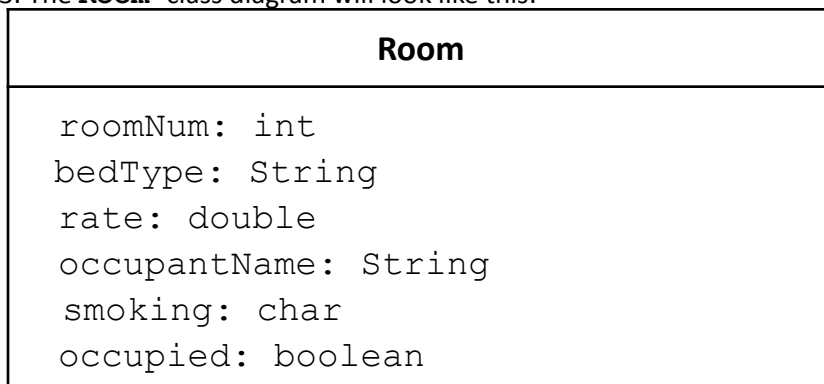 The Room class diagram will look like this:
Room
roomNum: int
bedType: String
rate: double
occupantName: String
smoking: char
occupied: boolean